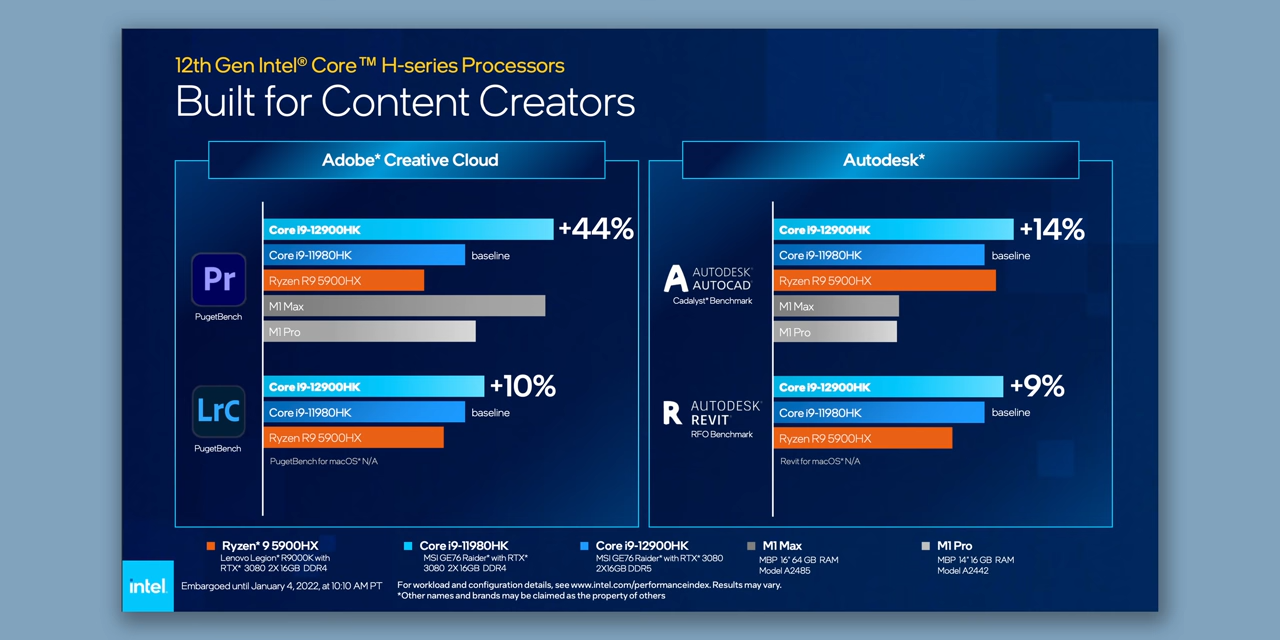 12th Gen Intel® Core™ H-series Processors
Built for Content Creators
Adobe* Creative Cloud
Pr
PugetBench
Core i9-12900HK
+44%
Core i9-11980HK
baseline
Ryzen R9 5900HX
M1 Max
M1 Pro
LrC
PugetBench
Core i9-12900HK
+10%
Core i9-11980HK
baseline
Ryzen R9 5900HX
PugetBench for macOS* N/A
Autodesk*
A AUTODESK®
AUTOCAD®
Cadalyst* Benchmark
Core i9-12900HK
+14%
Core i9-11980HK
baseline
Ryzen R9 5900HX
M1 Max
M1 Pro
R AUTODESK®
REVIT®
RFO Benchmark
Core i9-12900HK
+9%
Core i9-11980HK
baseline
Ryzen R9 5900HX
Revit for macOS* N/A
Ryzen* 9 5900HX
Lenovo Legion* R9000K with
RTX* 3080 2X 16GB DDR4
Core i9-11980HK
MSI GE76 Raider* with RTX*
3080 2X 16GB DDR4
Core i9-12900HK
MSI GE76 Raider* with RTX* 3080
2X16GB DDR5
M1 Max
MBP 16" 64 GB RAM
Model A2485
M1 Pro
MBP 14" 16 GB RAM
Model A2442
intel.
Embargoed until January 4, 2022, at 10:10 AM PT
For workload and configuration details, see www.intel.com/performanceindex. Results may vary.
*Other names and brands may be claimed as the property of others